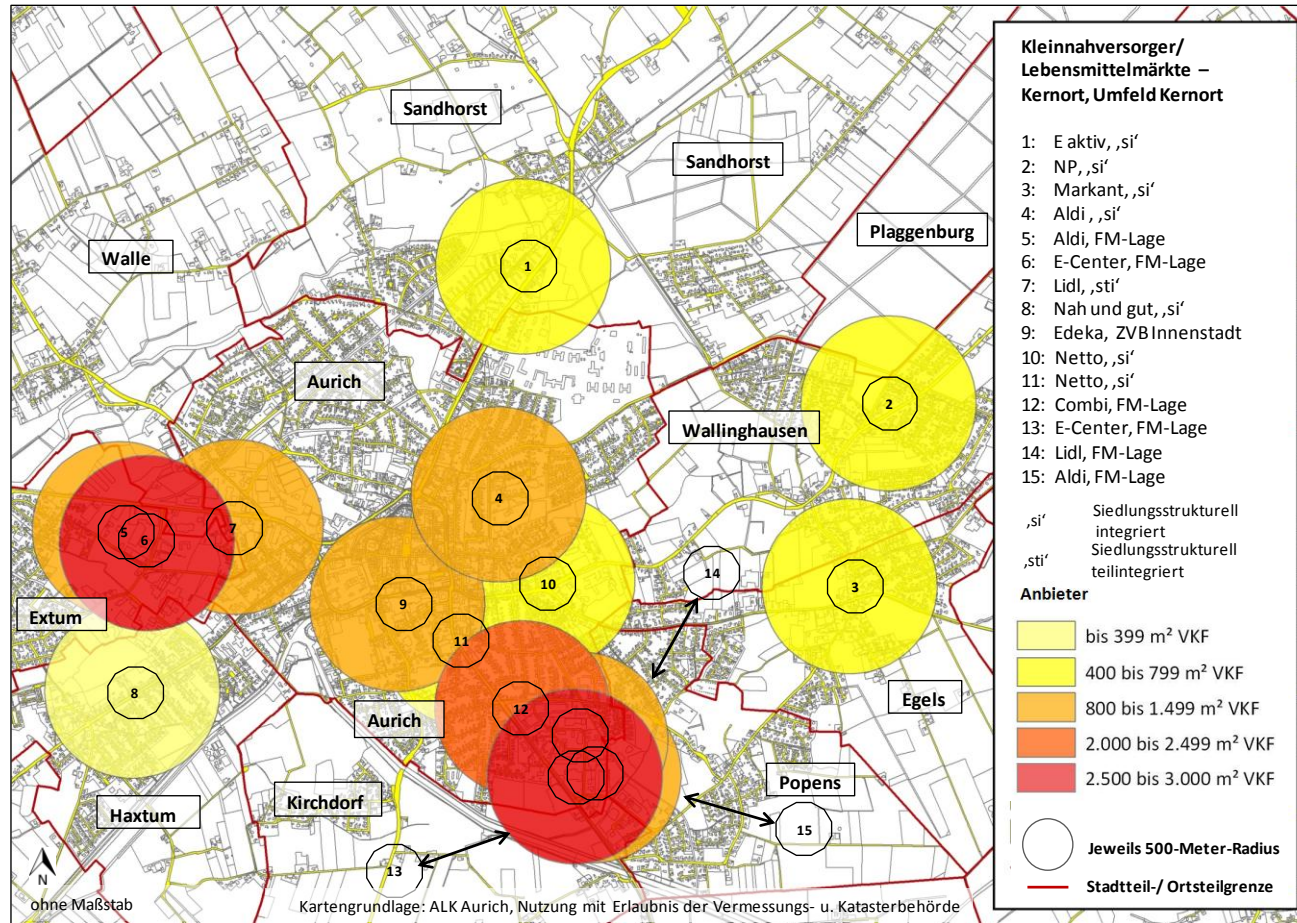 Sandhorst
Sandhorst
Plaggenburg
Walle
1
Aurich
2
Wallinghausen
4
5
6
7
14
10
3
9
Extum
11
8
12
Aurich
Egels
Popens
Kirchdorf
Haxtum
15
13
N
ohne Maßstab
Kartengrundlage: ALK Aurich, Nutzung mit Erlaubnis der Vermessungs- u. Katasterbehörde
Kleinnahversorger/
Lebensmittelmärkte –
Kernort, Umfeld Kernort
1: E aktiv, ‚si‘
2: NP, ‚si‘
3: Markant, ‚si‘
4: Aldi , ‚si‘
5: Aldi, FM-Lage
6: E-Center, FM-Lage
7: Lidl, ‚sti‘
8: Nah und gut, ‚si‘
9: Edeka, ZVB Innenstadt
10: Netto, ‚si‘
11: Netto, ‚si‘
12: Combi, FM-Lage
13: E-Center, FM-Lage
14: Lidl, FM-Lage
15: Aldi, FM-Lage
‚si‘ Siedlungsstrukturell
integriert
‚sti‘ Siedlungsstrukturell
teilintegriert
Anbieter
bis 399 m² VKF
400 bis 799 m² VKF
800 bis 1.499 m² VKF
2.000 bis 2.499 m² VKF
2.500 bis 3.000 m² VKF
Jeweils 500-Meter-Radius
Stadtteil-/ Ortsteilgrenze